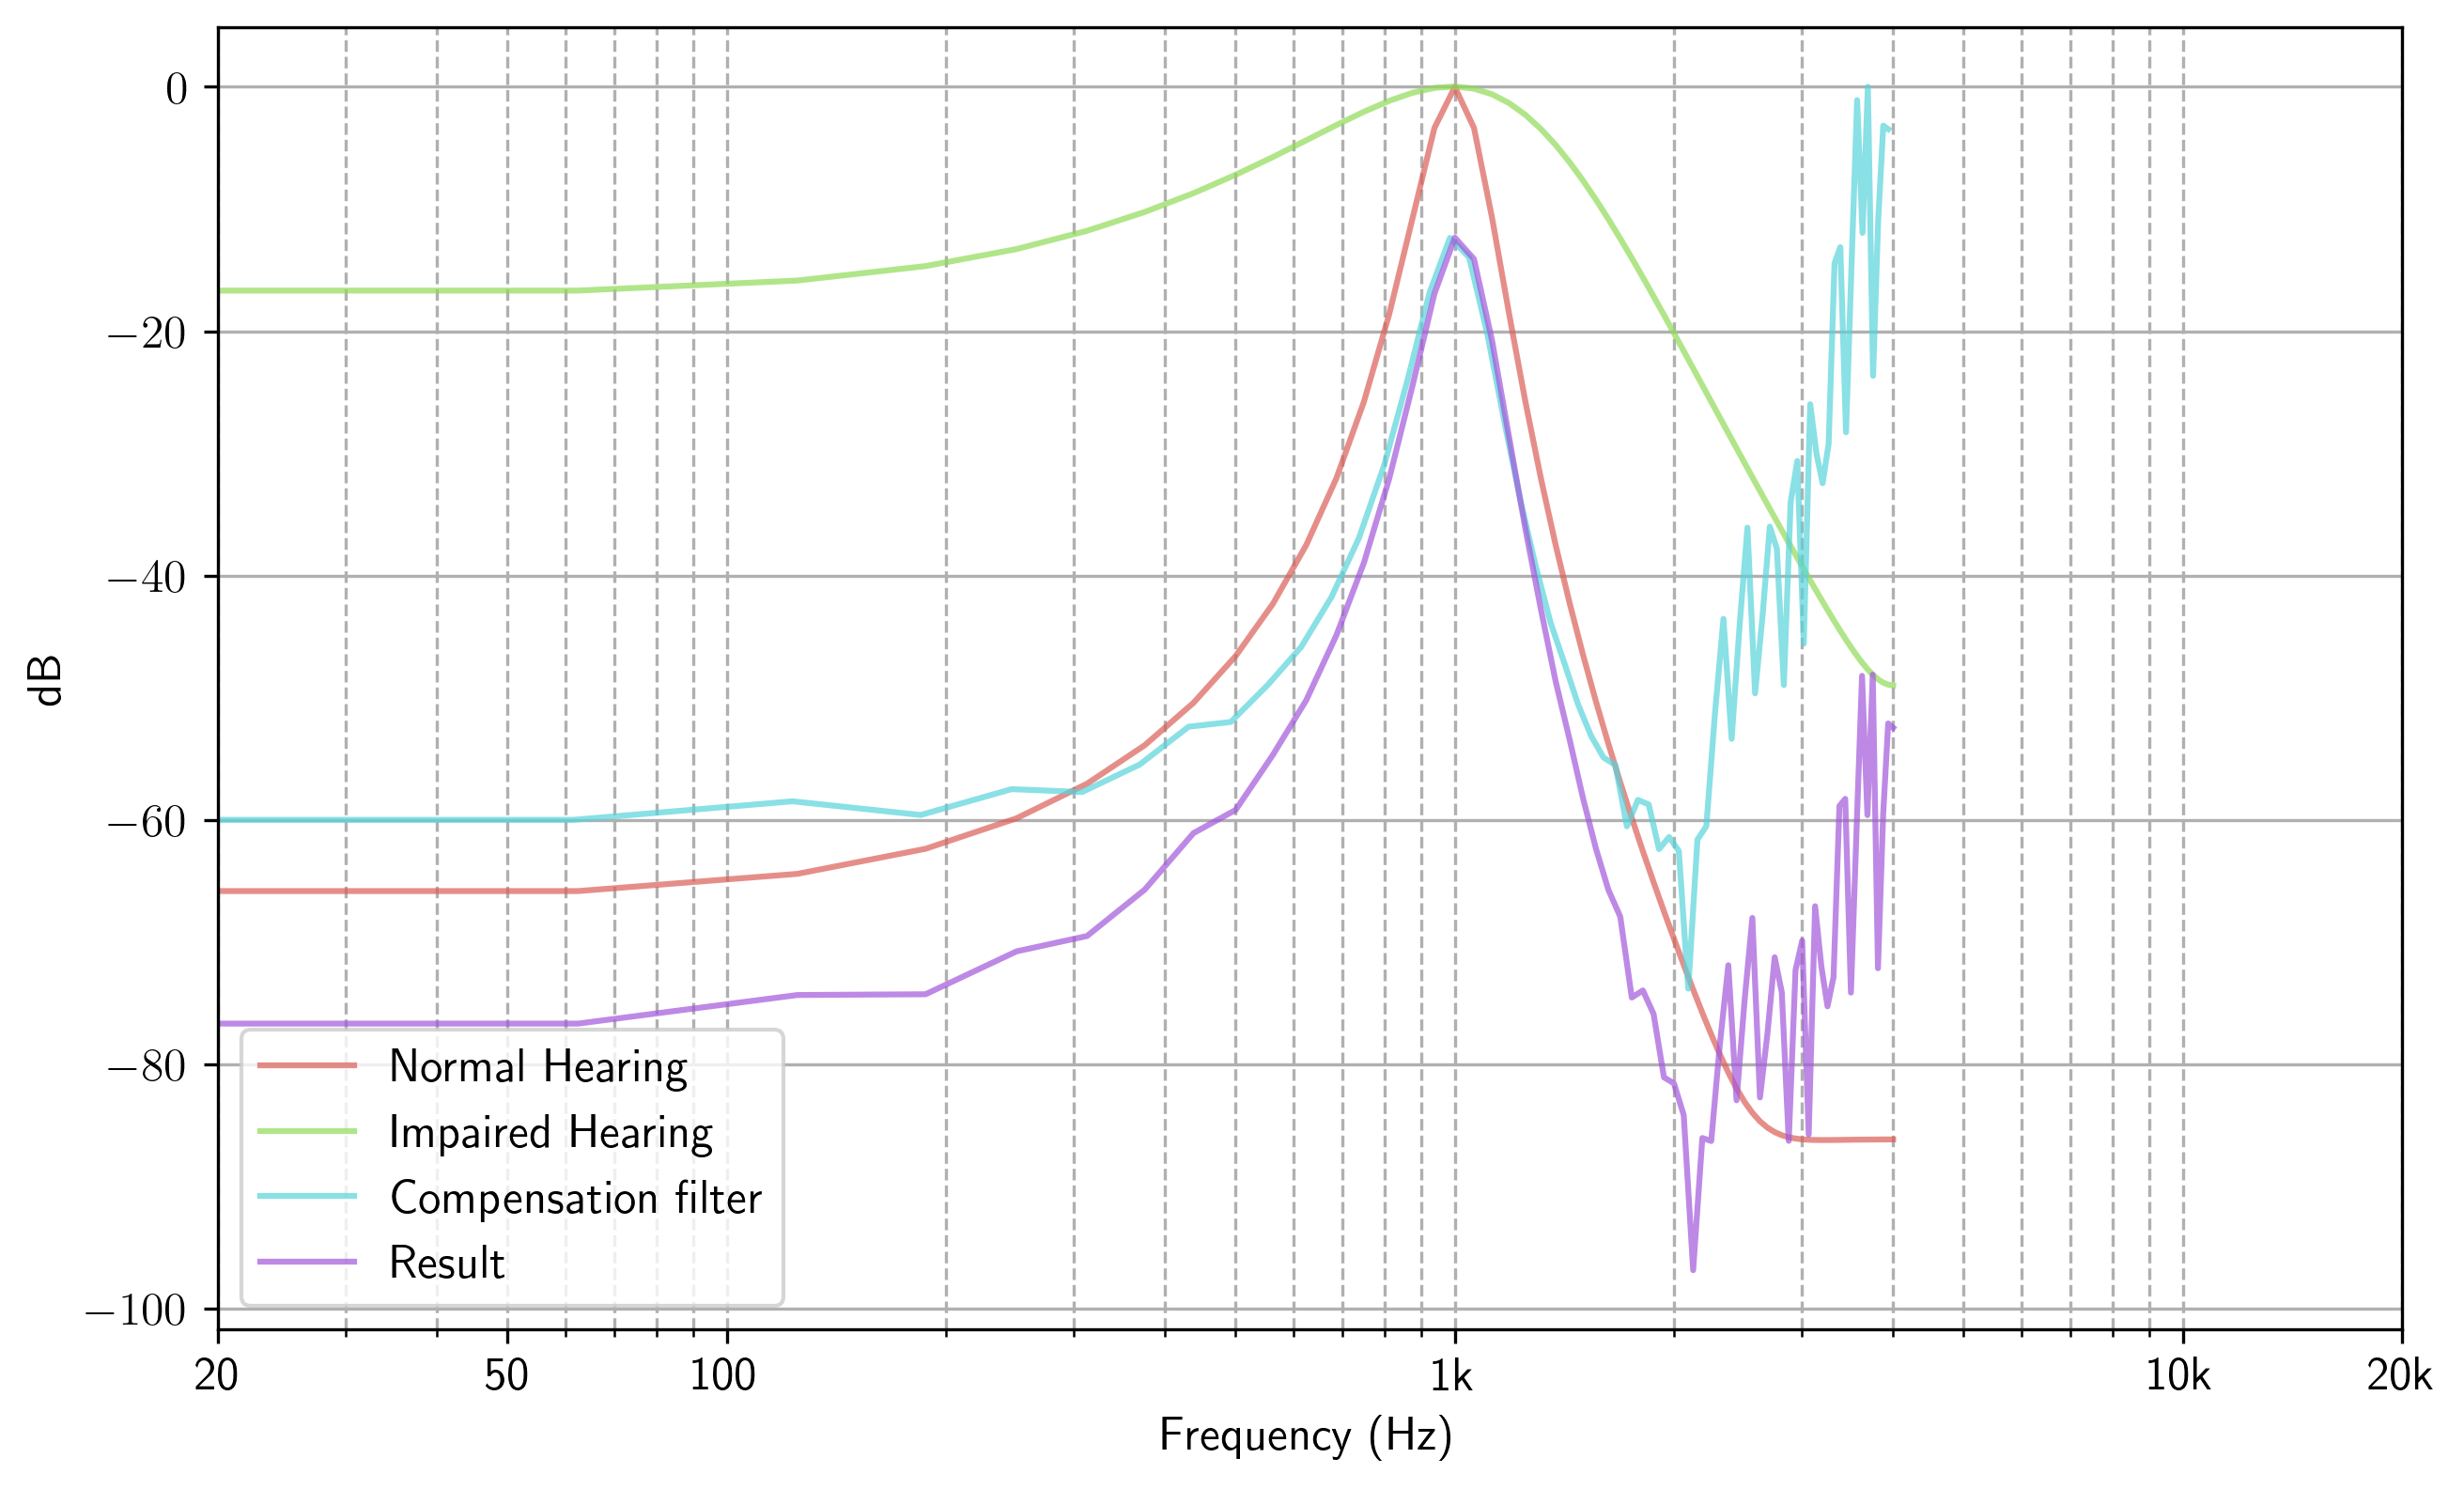 0
−20
−40
−60
−80
−100
dB
Normal Hearing
Impaired Hearing
Compensation filter
Result
20 50 100 1k 10k 20k
Frequency (Hz)